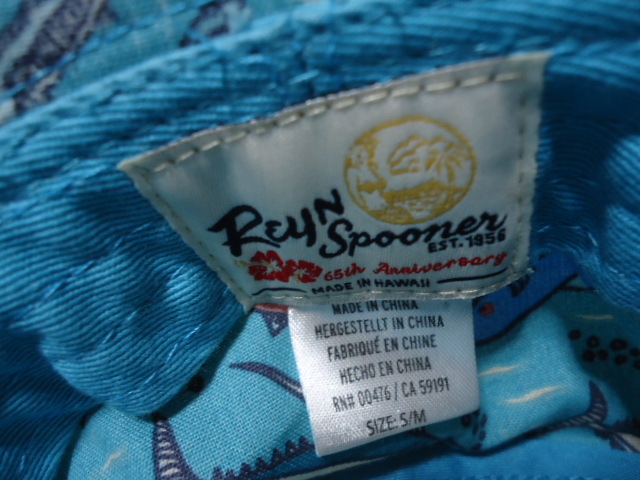 REYN
Spooner
EST. 1956
65th Anniversary
MADE IN HAWAII
MADE IN CHINA
HERGESTELLT IN CHINA
FABRIQUÉ EN CHINE
HECHO EN CHINA
RN# 00476 / CA 59191
SIZE: S/M